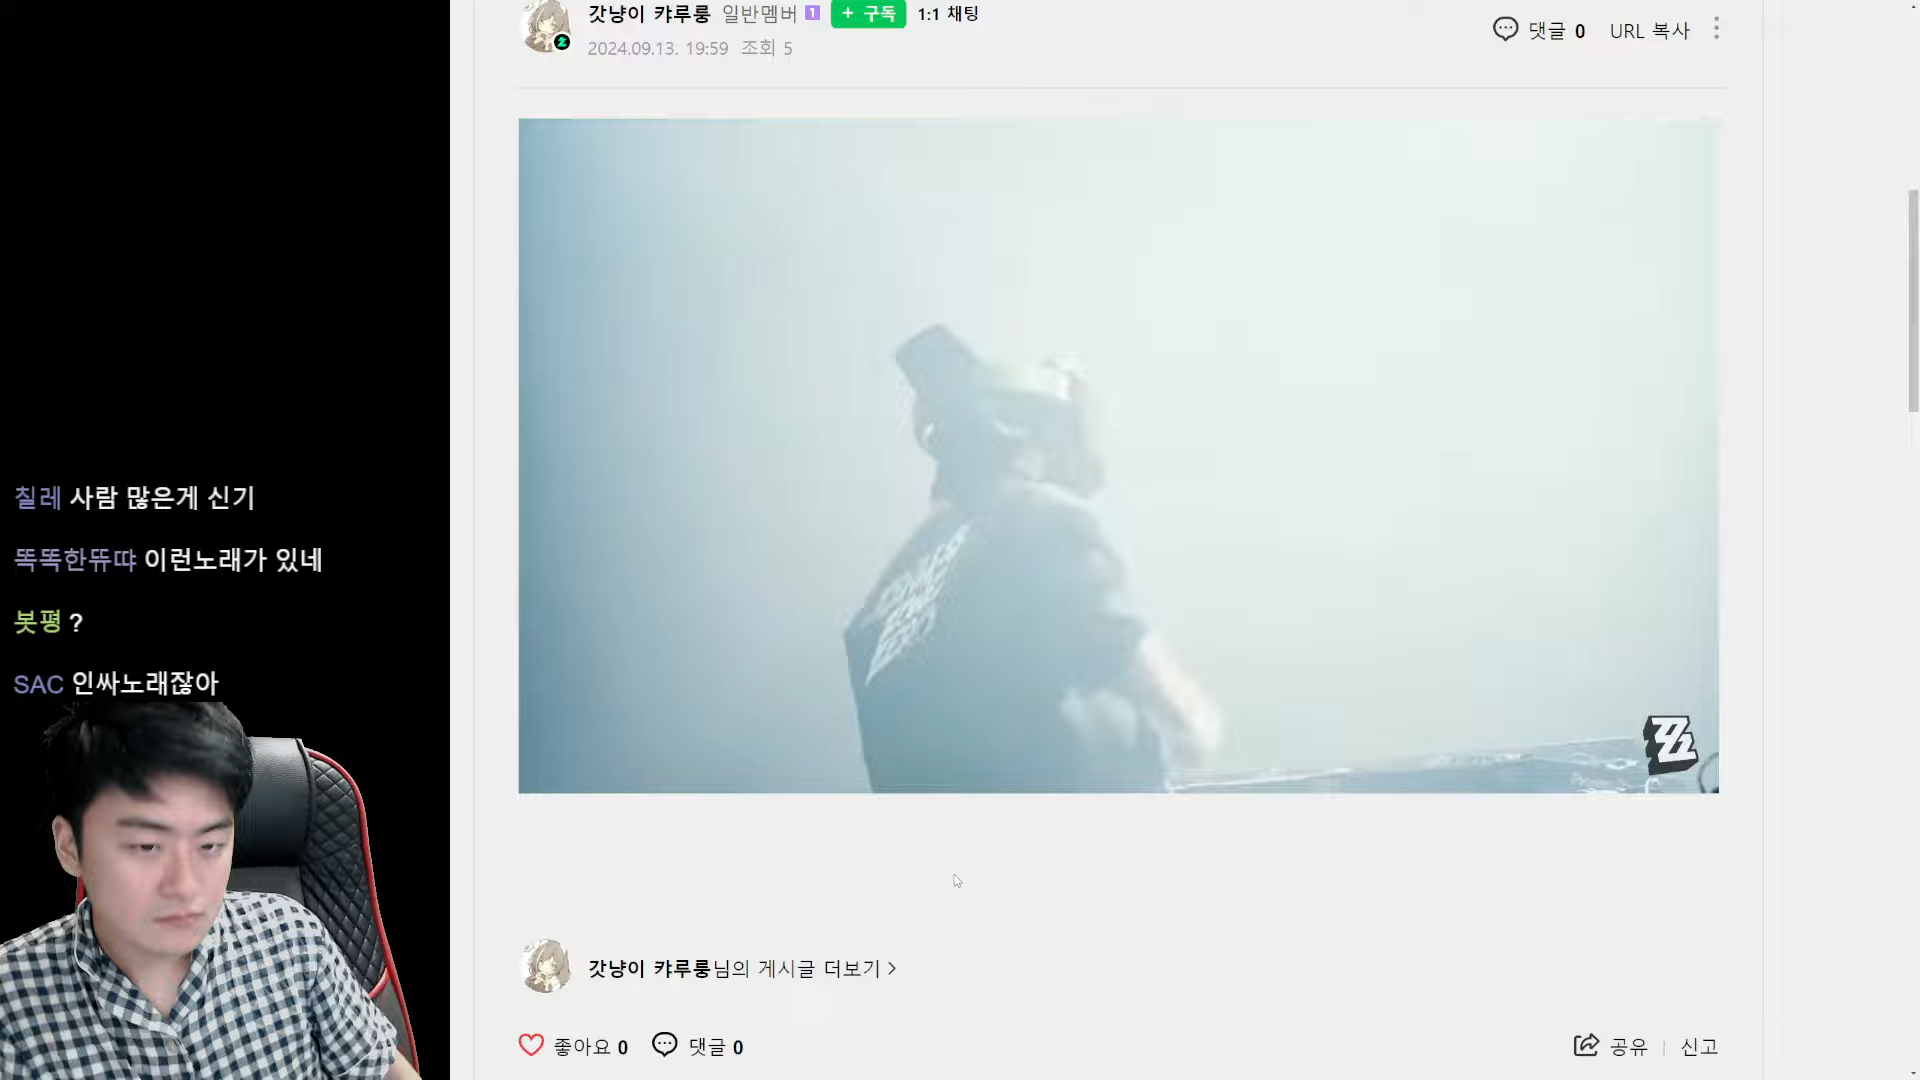 갓냥이 캬루룽 일반멤버 1 + 구독 1:1 채팅
2024.09.13. 19:59 조회 5
댓글 0 URL 복사
칠레 사람 많은게 신기
똑똑한뜌땨 이런노래가 있네
봇평 ?
SAC 인싸노래잖아
갓냥이 캬루룽님의 게시글 더보기
좋아요 0 댓글 0
공유 신고